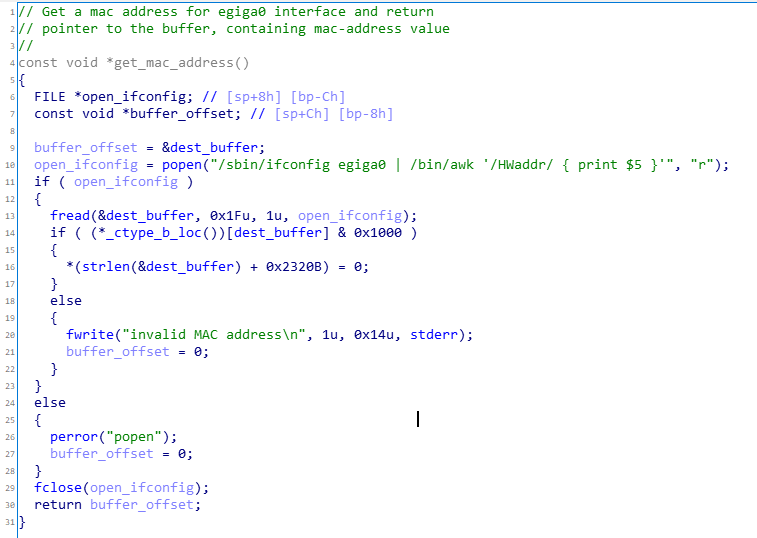 1 // Get a mac address for egiga0 interface and return
2 // pointer to the buffer, containing mac-address value
3 //
4 const void *get_mac_address()
5 {
6   FILE *open_ifconfig; // [sp+8h] [bp-Ch]
7   const void *buffer_offset; // [sp+Ch] [bp-8h]
8
9   buffer_offset = &dest_buffer;
10   open_ifconfig = popen("/sbin/ifconfig egiga0 | /bin/awk '/HWaddr/ { print $5 }'", "r");
11   if ( open_ifconfig )
12   {
13     fread(&dest_buffer, 0x1Fu, 1u, open_ifconfig);
14     if ( (*_ctype_b_loc())[dest_buffer] & 0x1000 )
15     {
16       *(strlen(&dest_buffer) + 0x2320B) = 0;
17     }
18     else
19     {
20       fwrite("invalid MAC address\n", 1u, 0x14u, stderr);
21       buffer_offset = 0;
22     }
23   }
24   else
25   {
26     perror("popen");
27     buffer_offset = 0;
28   }
29   fclose(open_ifconfig);
30   return buffer_offset;
31 }